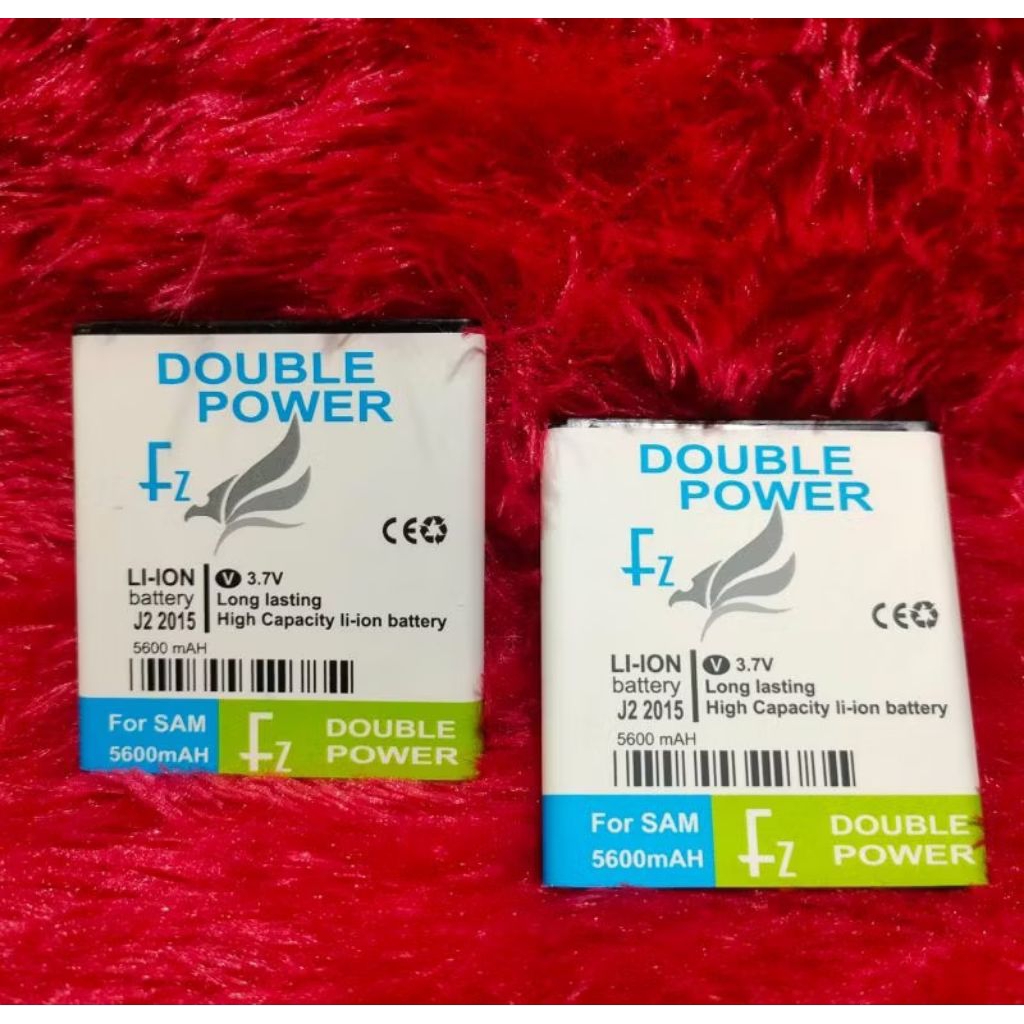 DOUBLE
POWER
Fz
CE
LI-ION
battery
J2 2015
V 3.7V
Long lasting
High Capacity li-ion battery
5600 mAH
For SAM
5600mAH
Fz
DOUBLE
POWER
DOUBLE
POWER
Fz
CE
LI-ION
battery
J2 2015
V 3.7V
Long lasting
High Capacity li-ion battery
5600 mAH
For SAM
5600mAH
Fz
DOUBLE
POWER